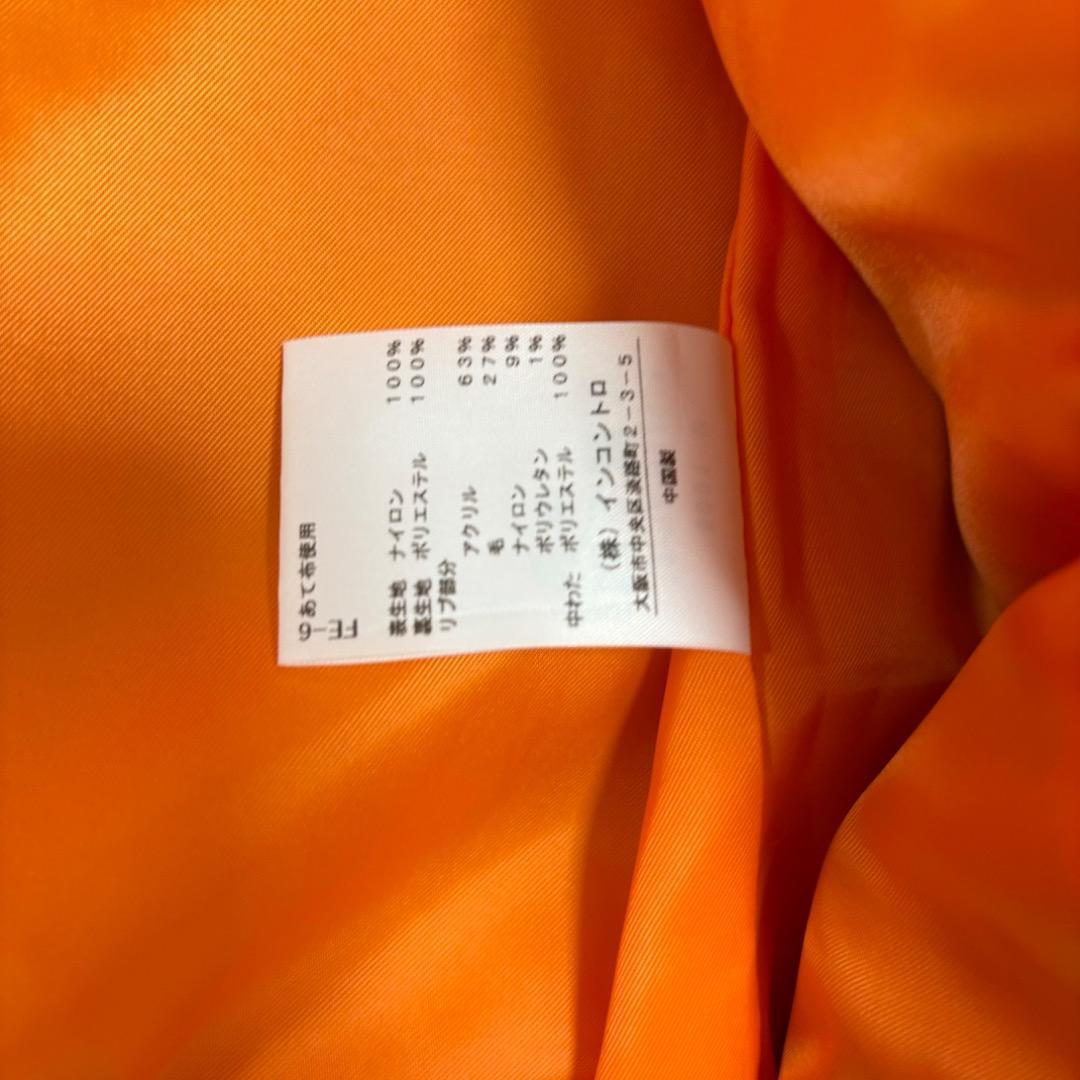 あて布使用
表生地 ナイロン 100%
裏生地 ポリエステル 100%
リブ部分
アクリル 63%
毛 27%
ナイロン 9%
ポリウレタン 1%
中わた ポリエステル 100%
(株) インコントロ
大阪市中央区淡路町2-3-5
中国製